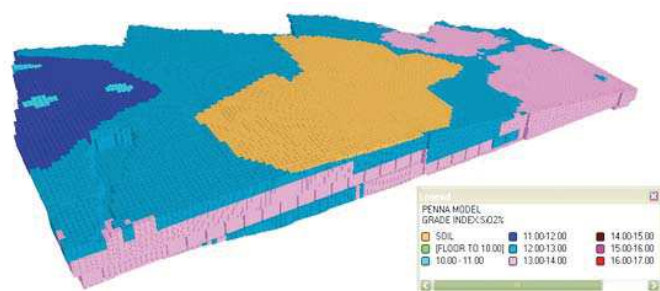 Legend
PENNA MODEL
GRADE INDEX:SiO2%
SOIL 11.00-12.00 14.00-15.00
[FLOOR TO 10.00] 12.00-13.00 15.00-16.00
10.00 - 11.00 13.00-14.00 16.00-17.00